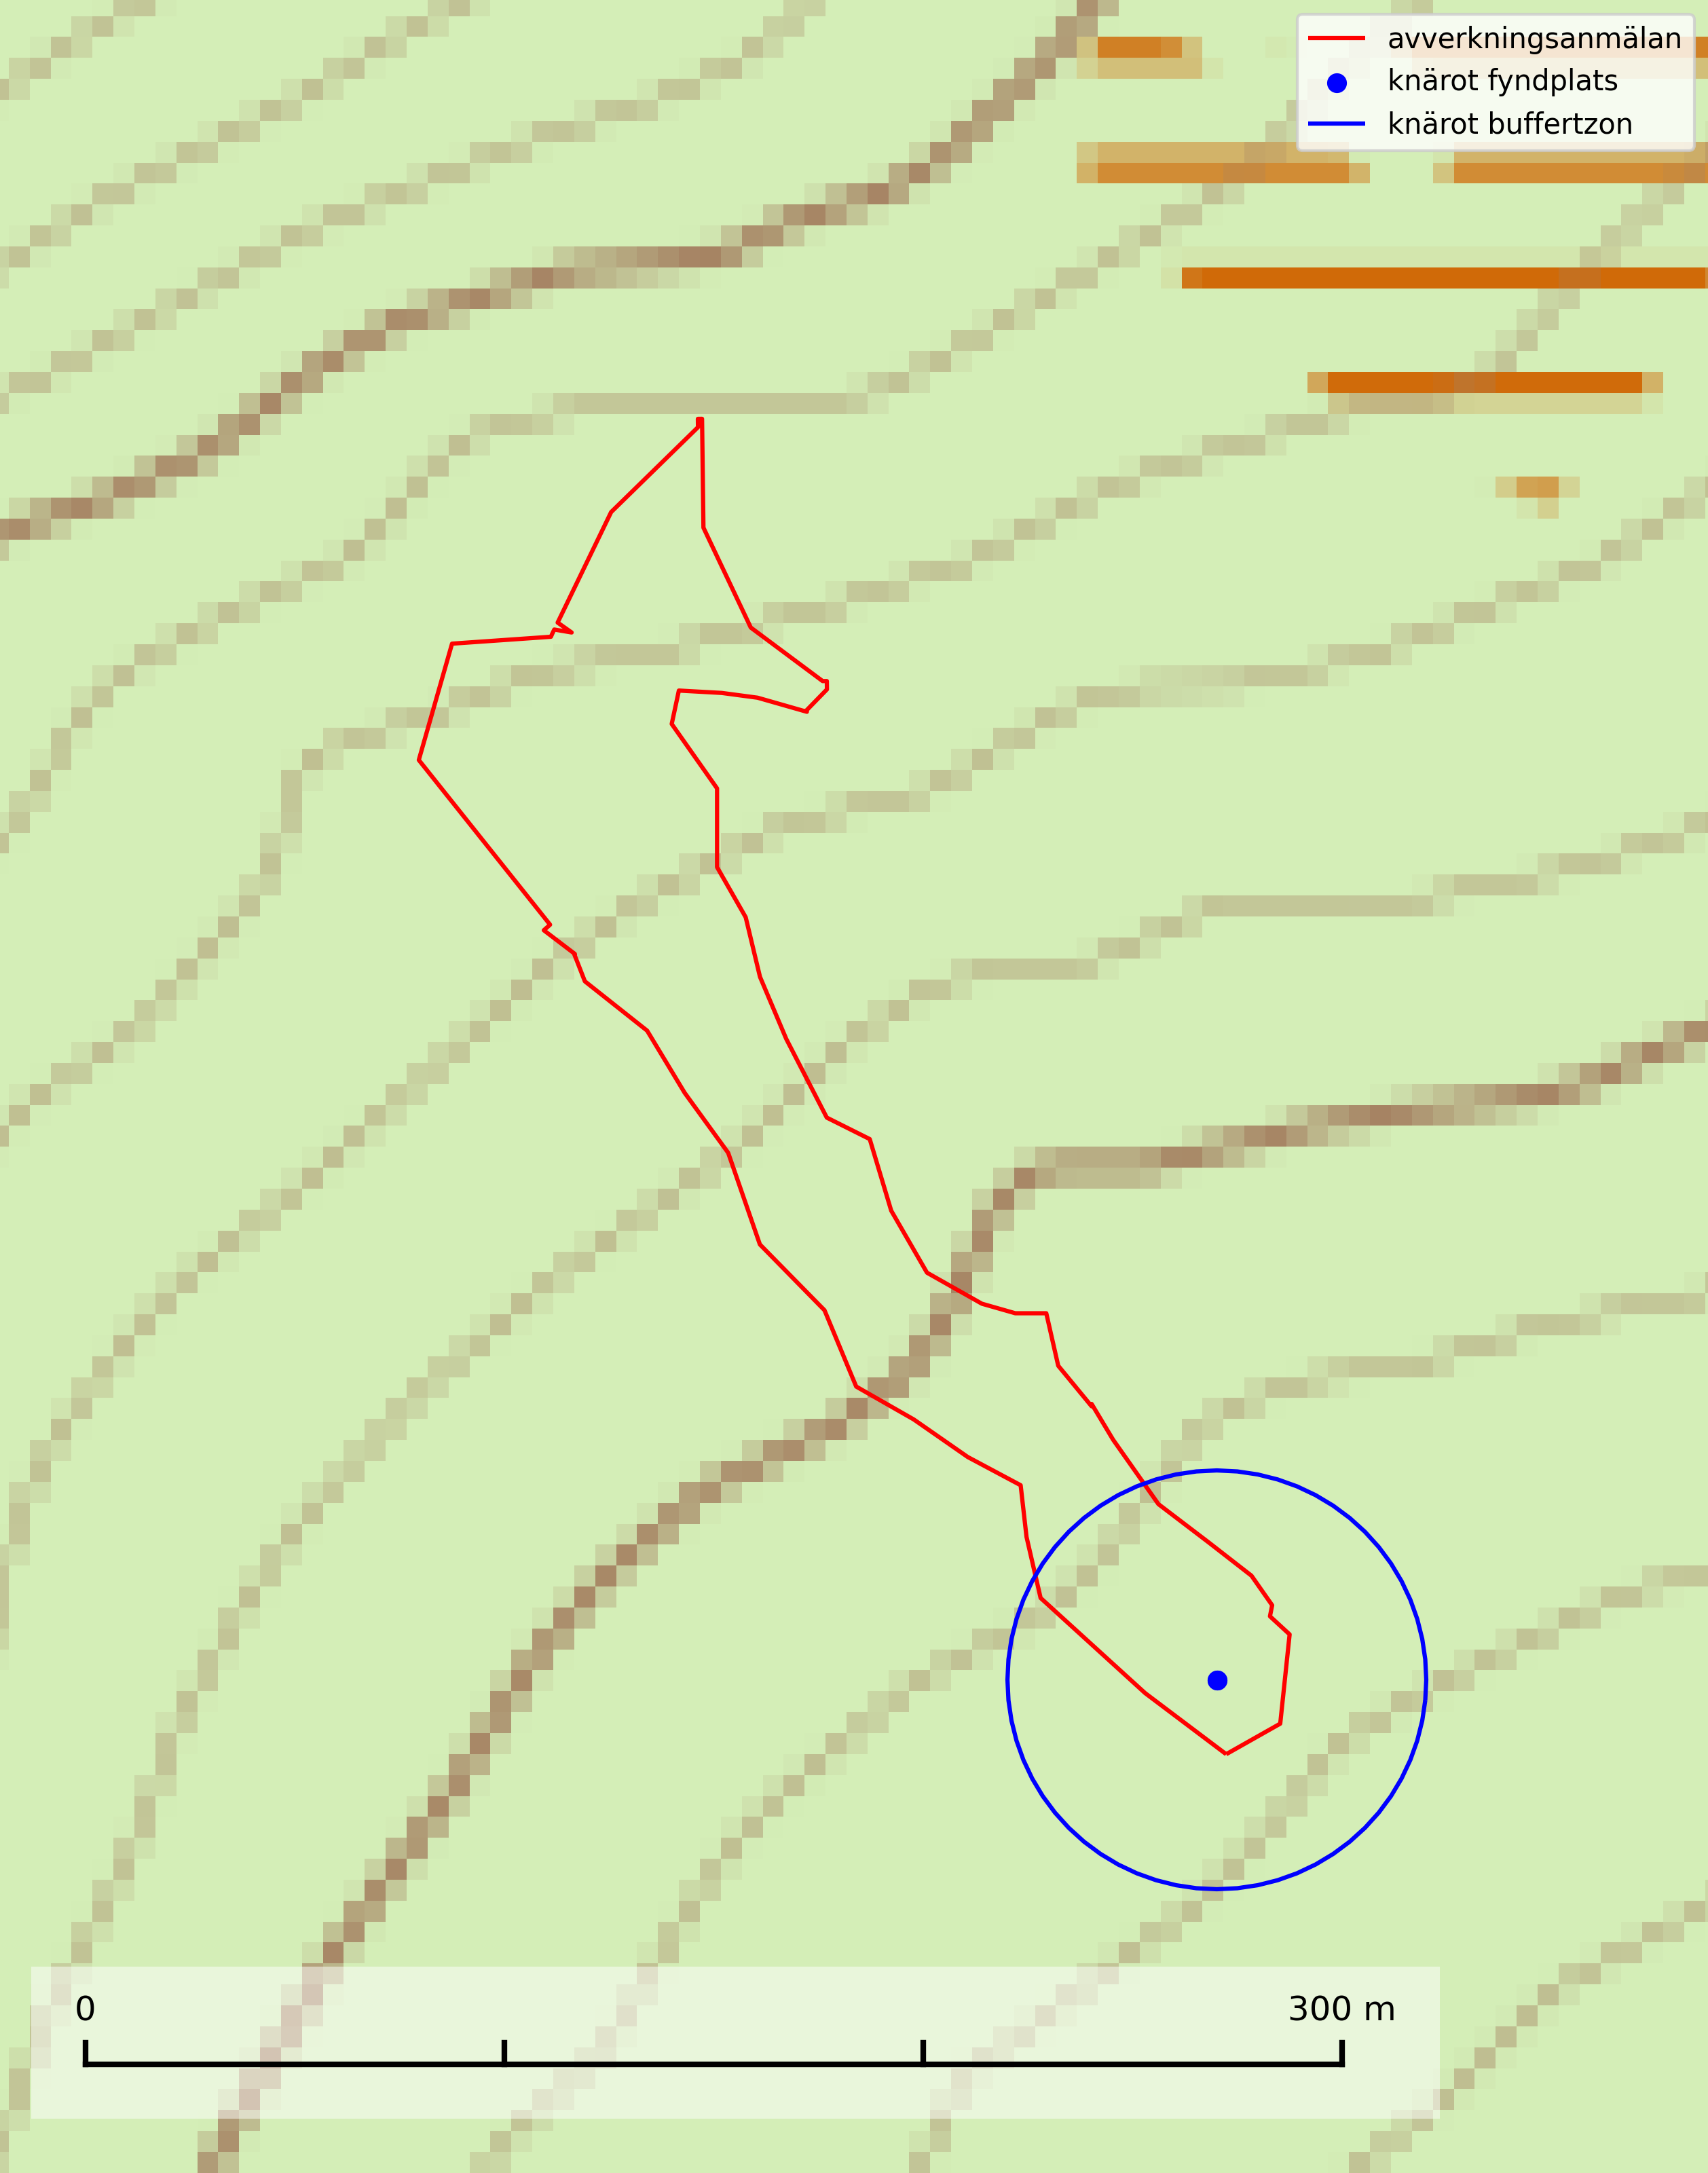 avverkningsanmälan
knärot fyndplats
knärot buffertzon
0
300 m